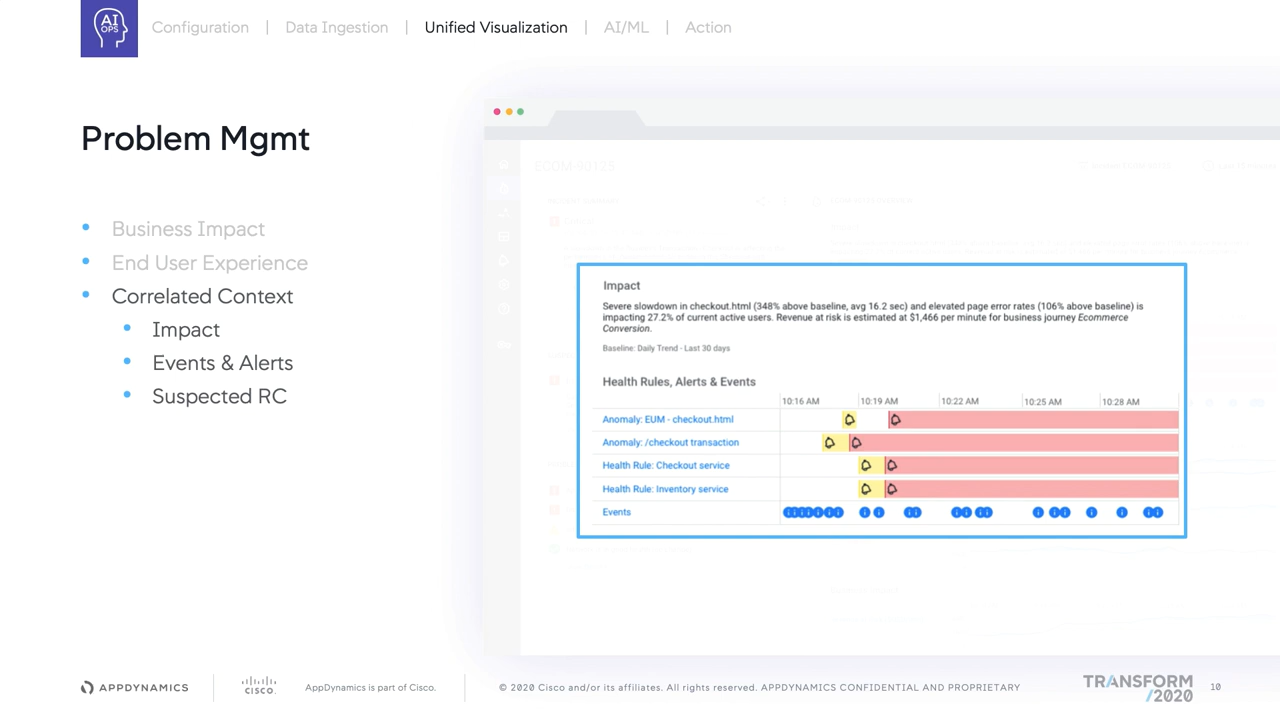 AI
OPS
Configuration | Data Ingestion | Unified Visualization | AI/ML | Action
Problem Mgmt
• Business Impact
• End User Experience
• Correlated Context
• Impact
• Events & Alerts
• Suspected RC
ECOM-90125
Impact
Severe slowdown in checkout.html (348% above baseline, avg 16.2 sec) and elevated page error rates (106% above baseline) is
impacting 27.2% of current active users. Revenue at risk is estimated at $1,466 per minute for business journey Ecommerce
Conversion.
Baseline: Daily Trend - Last 30 days
Health Rules, Alerts & Events
10:16 AM 10:19 AM 10:22 AM 10:25 AM 10:28 AM
Anomaly: EUM - checkout.html
Anomaly: /checkout transaction
Health Rule: Checkout service
Health Rule: Inventory service
Events
APPDYNAMICS
CISCO
AppDynamics is part of Cisco.
© 2020 Cisco and/or its affiliates. All rights reserved. APPDYNAMICS CONFIDENTIAL AND PROPRIETARY
TRANSFORM
/2020
10